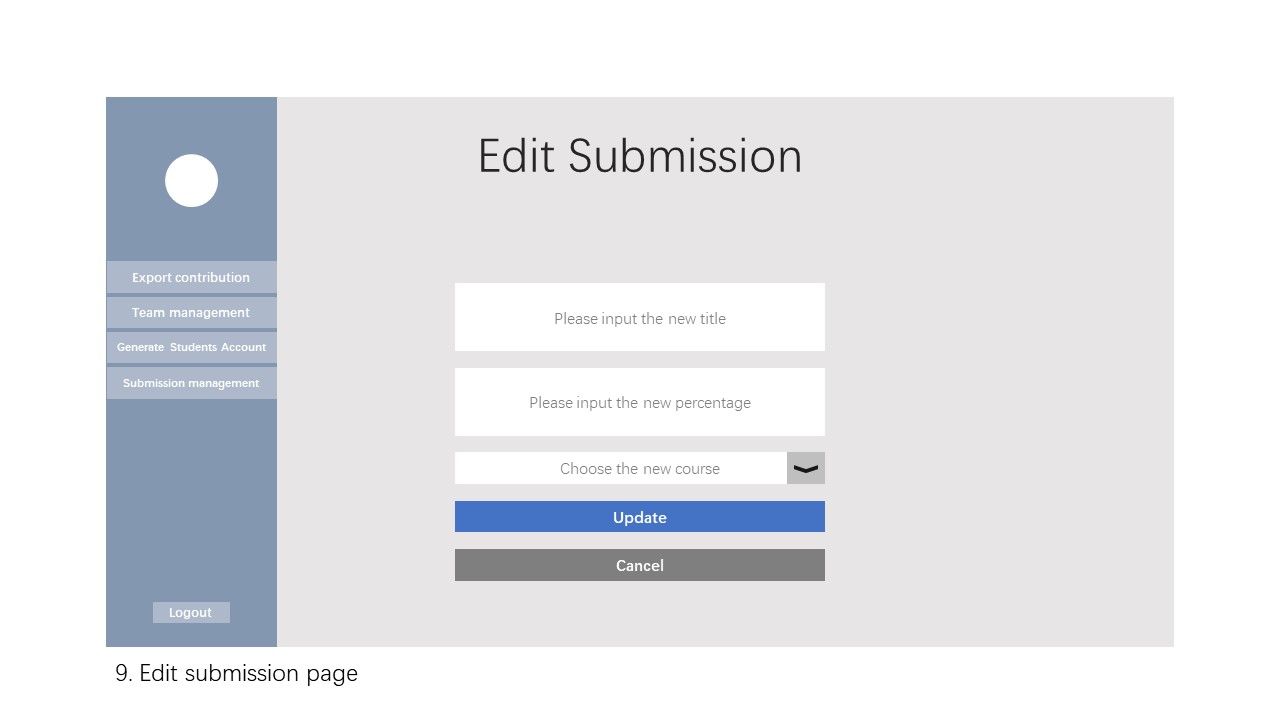 Edit Submission
Export contribution
Team management
Generate Students Account
Submission management
Logout
Please input the new title
Please input the new percentage
Choose the new course
Update
Cancel
9. Edit submission page